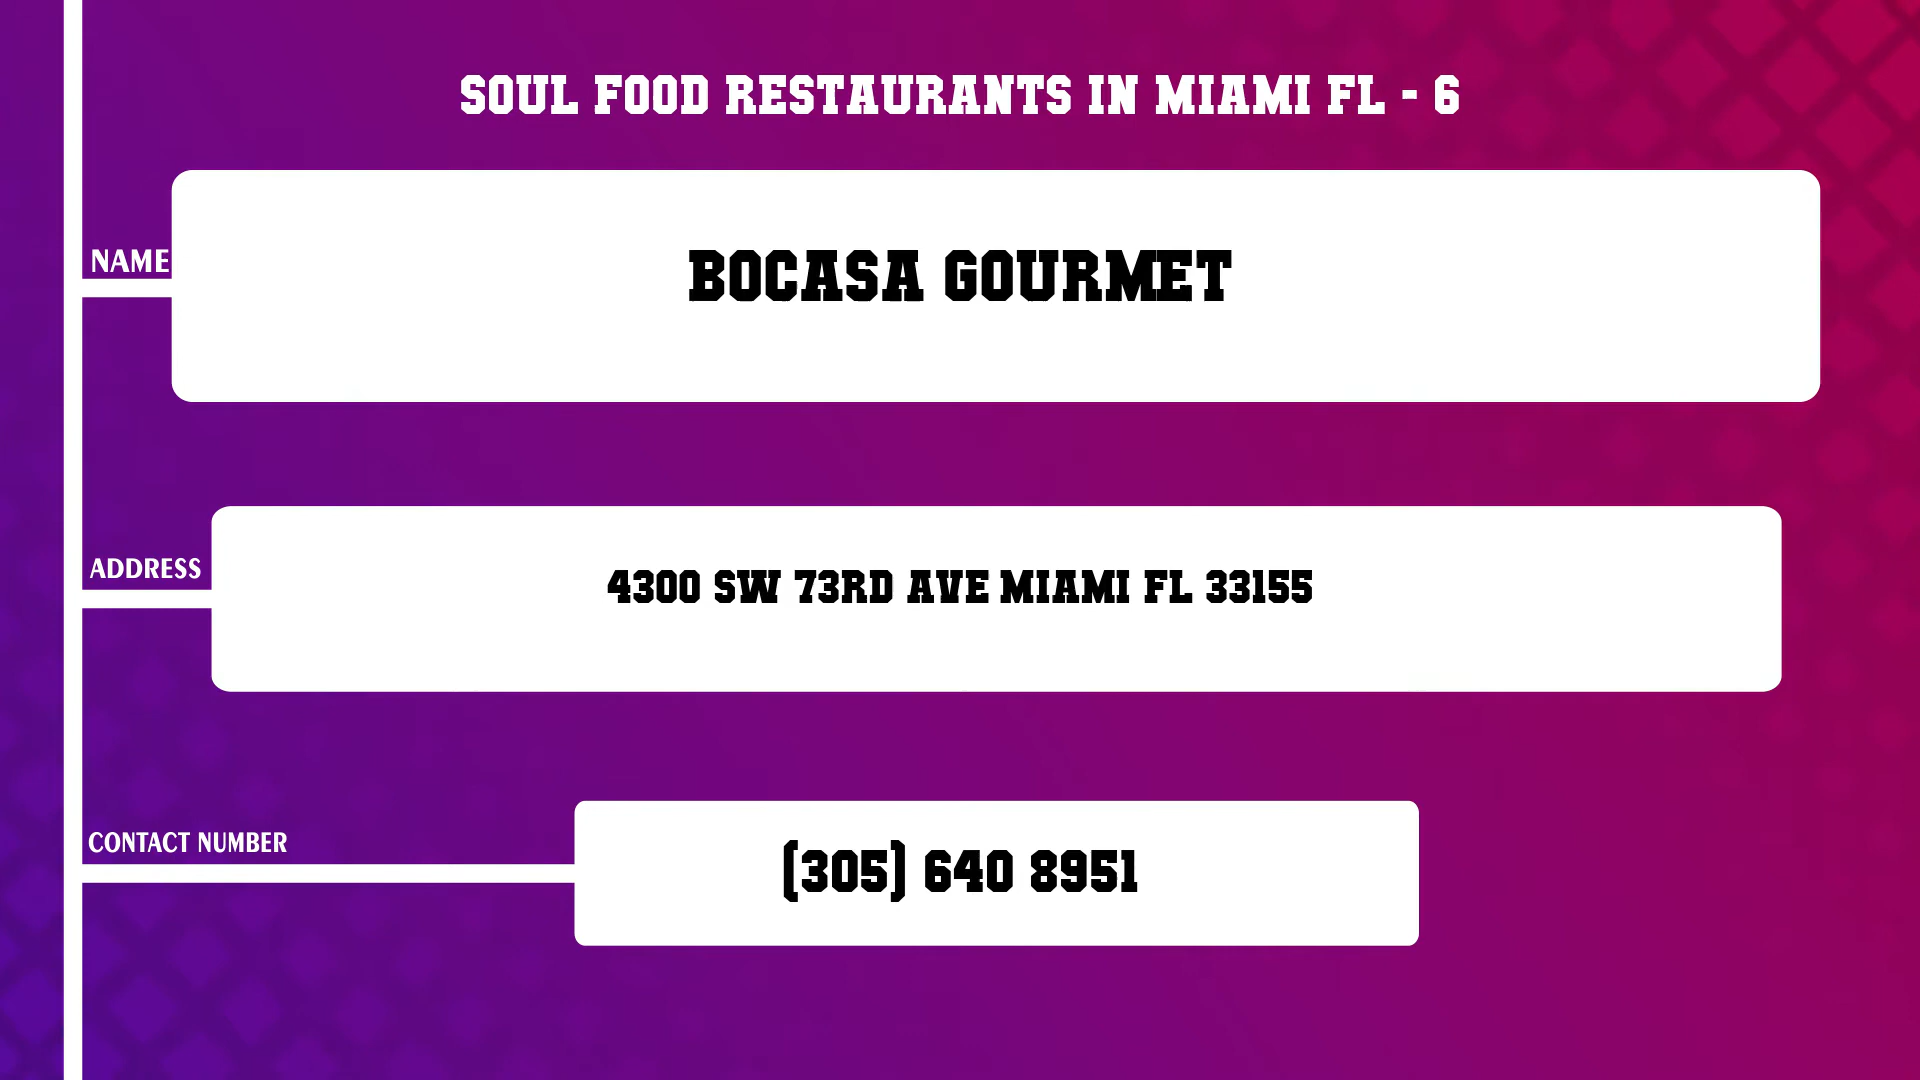 SOUL FOOD RESTAURANTS IN MIAMI FL - 6
NAME
BOCASA GOURMET
ADDRESS
4300 SW 73RD AVE MIAMI FL 33155
CONTACT NUMBER
(305) 640 8951